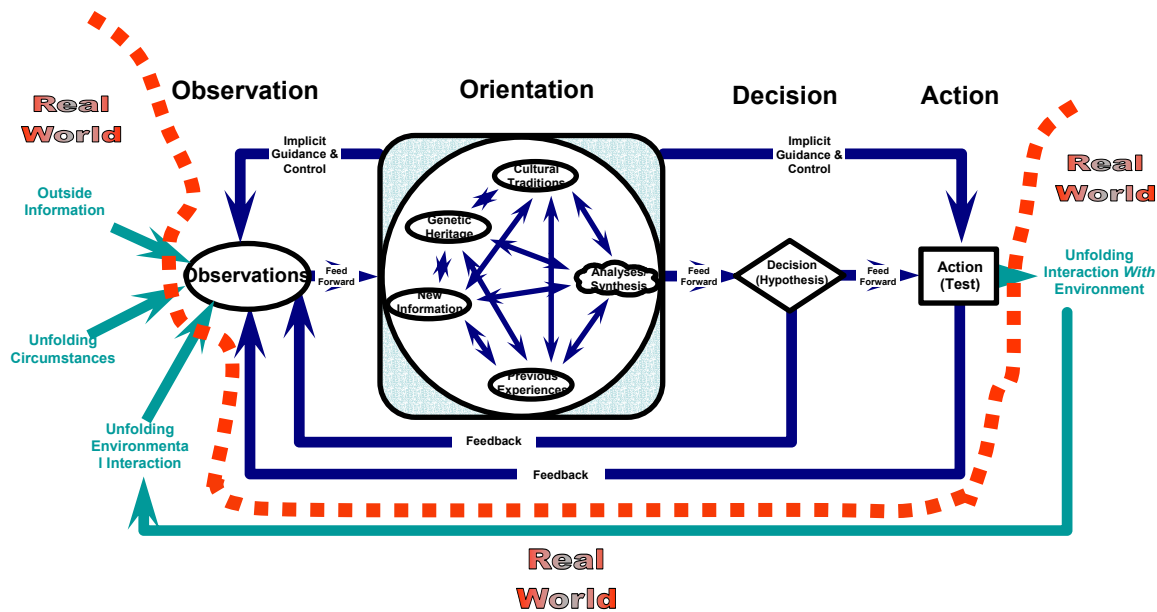 Observation
Orientation
Decision
Action
Real
World
Implicit
Guidance &
Control
Implicit
Guidance &
Control
Real
World
Outside
Information
Cultural
Traditions
Genetic
Heritage
Observations
Feed
Forward
New
Information
Analyses/
Synthesis
Feed
Forward
Decision
(Hypothesis)
Feed
Forward
Action
(Test)
Unfolding
Interaction With
Environment
Unfolding
Circumstances
Previous
Experiences
Unfolding
Environmenta
l Interaction
Feedback
Feedback
Real
World